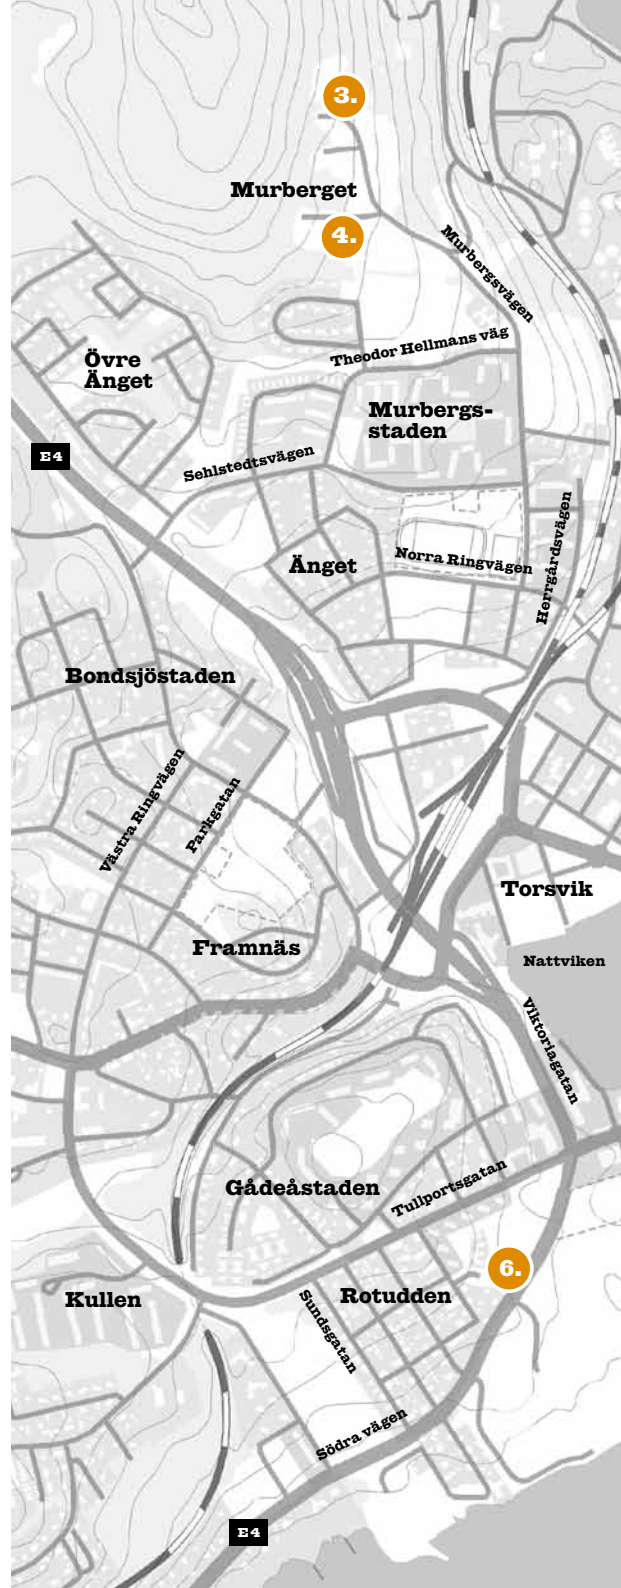 3.
Murberget
4.
Murbergsvägen
Theodor Hellmans väg
Övre
Änget
Murbergs-
staden
E4
Sehlstedtsvägen
Änget
Norra Ringvägen
Herrgårdsvägen
Bondsjöstaden
Västra Ringvägen
Parkgatan
Torsvik
Framnäs
Nattviken
Viktoriagatan
Gådeåstaden
Tullportsgatan
6.
Kullen
Rotudden
Sundsgatan
Södra vägen
E4